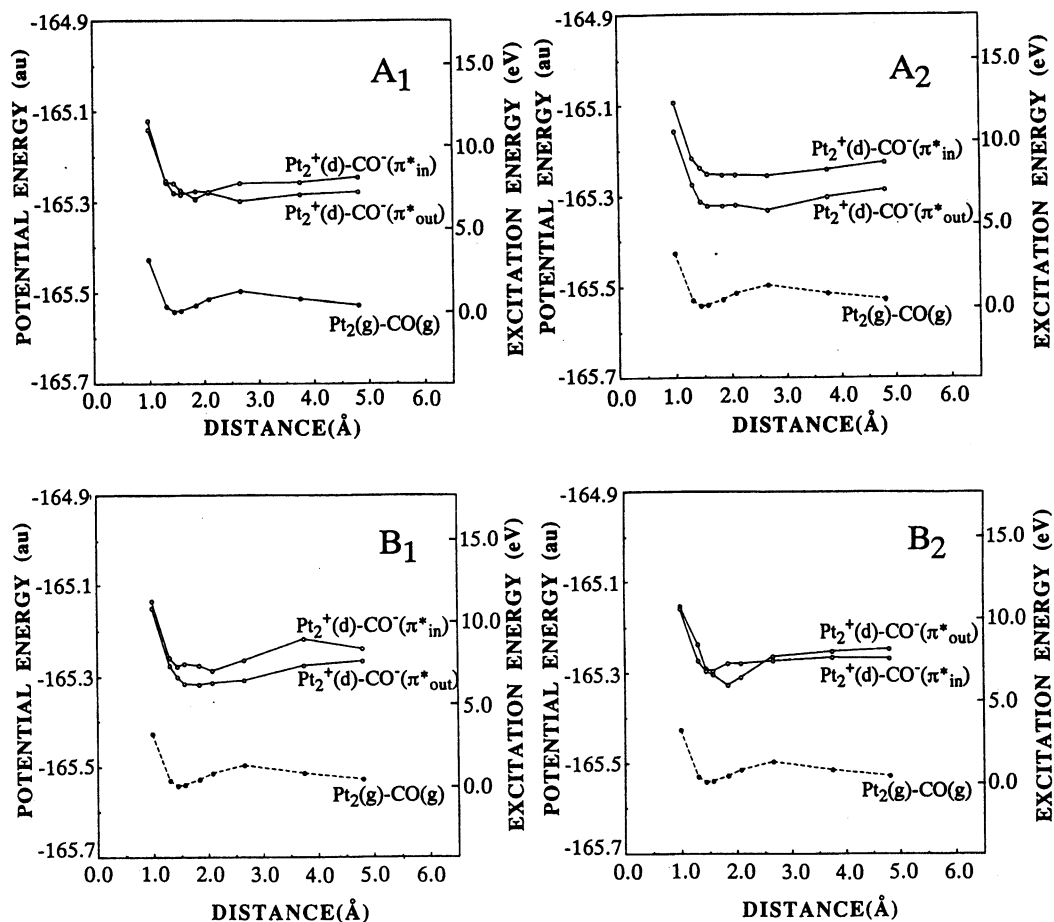 A₁
POTENTIAL ENERGY (au)
-164.9
-165.1
-165.3
-165.5
-165.7
Pt₂⁺(d)-CO⁻(π*in)
Pt₂⁺(d)-CO⁻(π*out)
Pt₂(g)-CO(g)
15.0
10.0
5.0
0.0
EXCITATION ENERGY (eV)
0.0 1.0 2.0 3.0 4.0 5.0 6.0
DISTANCE(Å)
A₂
POTENTIAL ENERGY (au)
-164.9
-165.1
-165.3
-165.5
-165.7
Pt₂⁺(d)-CO⁻(π*in)
Pt₂⁺(d)-CO⁻(π*out)
Pt₂(g)-CO(g)
15.0
10.0
5.0
0.0
EXCITATION ENERGY (eV)
0.0 1.0 2.0 3.0 4.0 5.0 6.0
DISTANCE(Å)
B₁
POTENTIAL ENERGY (au)
-164.9
-165.1
-165.3
-165.5
-165.7
Pt₂⁺(d)-CO⁻(π*in)
Pt₂⁺(d)-CO⁻(π*out)
Pt₂(g)-CO(g)
15.0
10.0
5.0
0.0
EXCITATION ENERGY (eV)
0.0 1.0 2.0 3.0 4.0 5.0 6.0
DISTANCE(Å)
B₂
POTENTIAL ENERGY (au)
-164.9
-165.1
-165.3
-165.5
-165.7
Pt₂⁺(d)-CO⁻(π*out)
Pt₂⁺(d)-CO⁻(π*in)
Pt₂(g)-CO(g)
15.0
10.0
5.0
0.0
EXCITATION ENERGY (eV)
0.0 1.0 2.0 3.0 4.0 5.0 6.0
DISTANCE(Å)